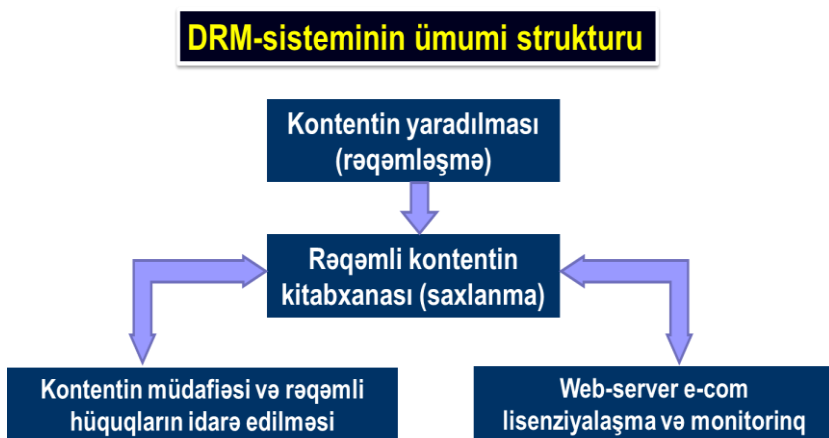 DRM-sisteminin ümumi strukturu
Kontentin yaradılması
(rəqəmləşmə)
Rəqəmli kontentin
kitabxanası (saxlanma)
Kontentin müdafiəsi və rəqəmli
hüquqların idarə edilməsi
Web-server e-com
lisenziyalaşma və monitorinq